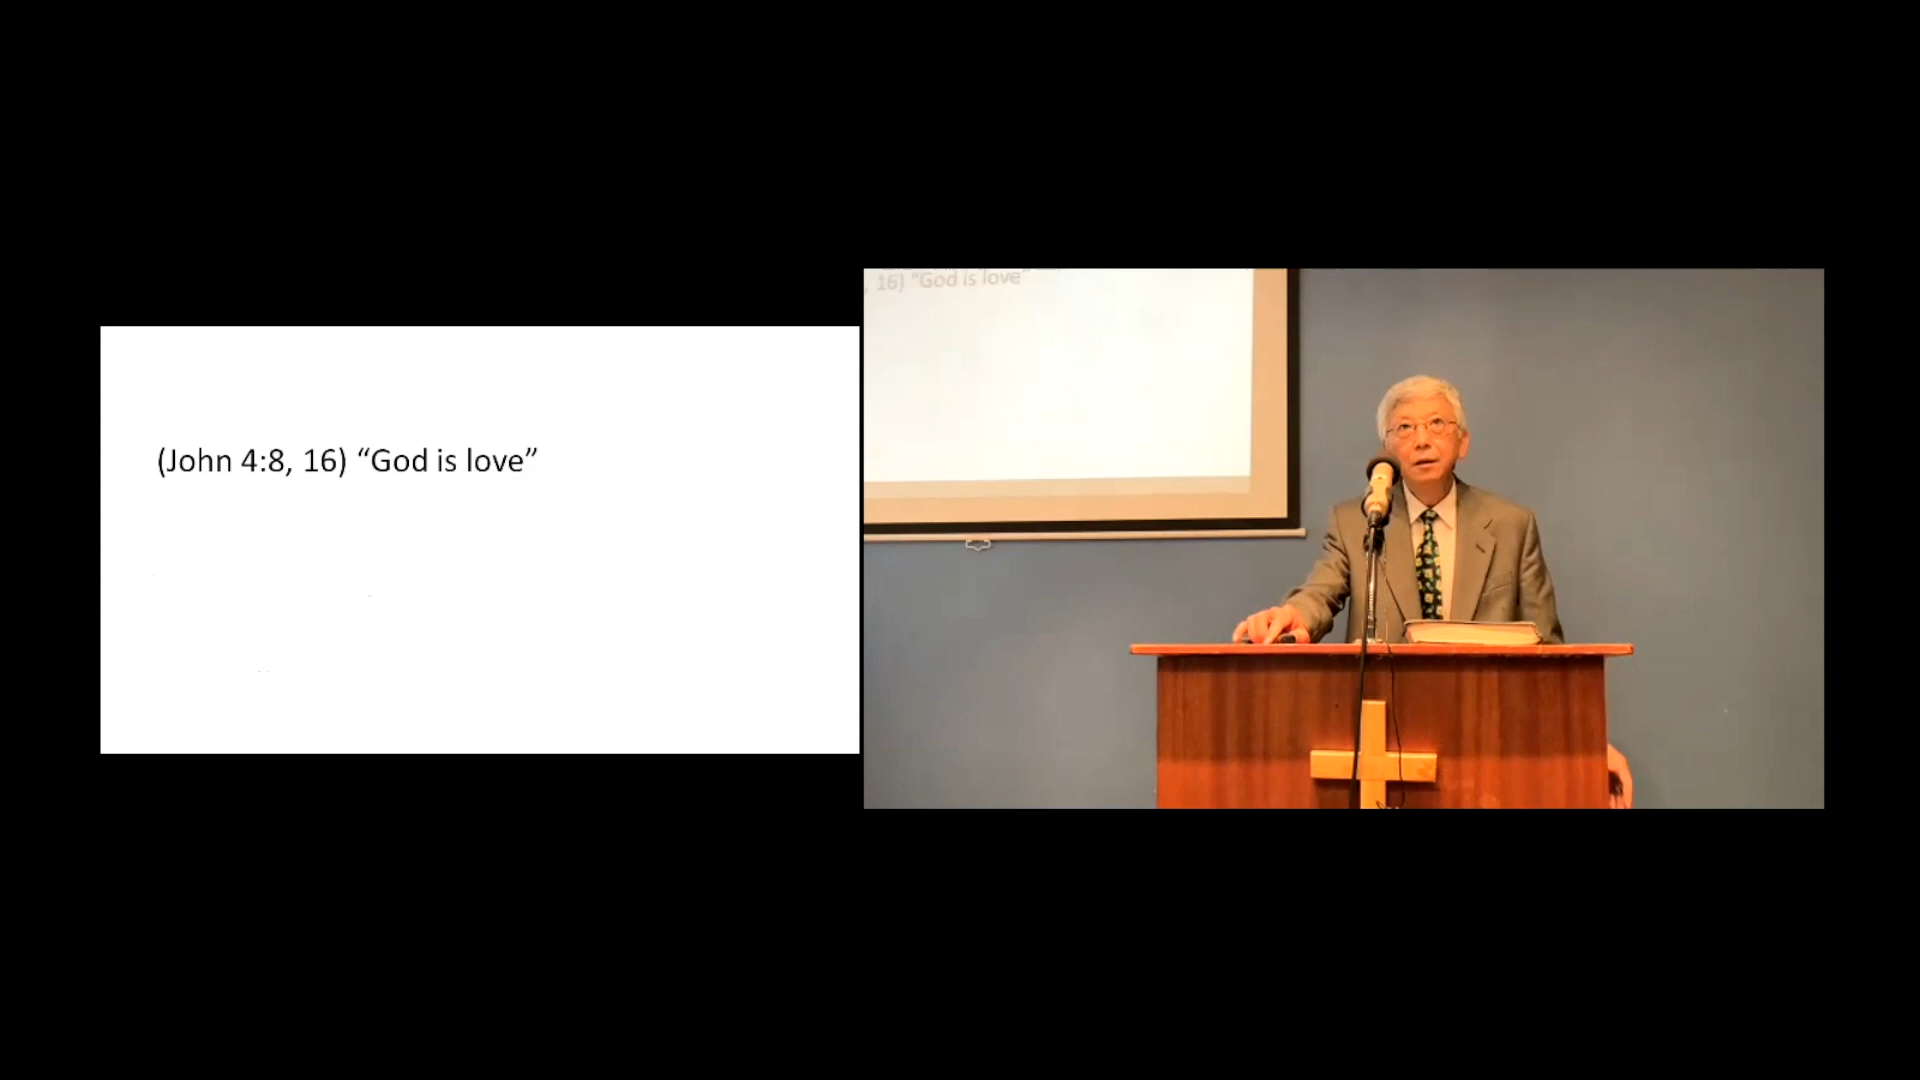 (John 4:8, 16) “God is love”
16) “God is love”